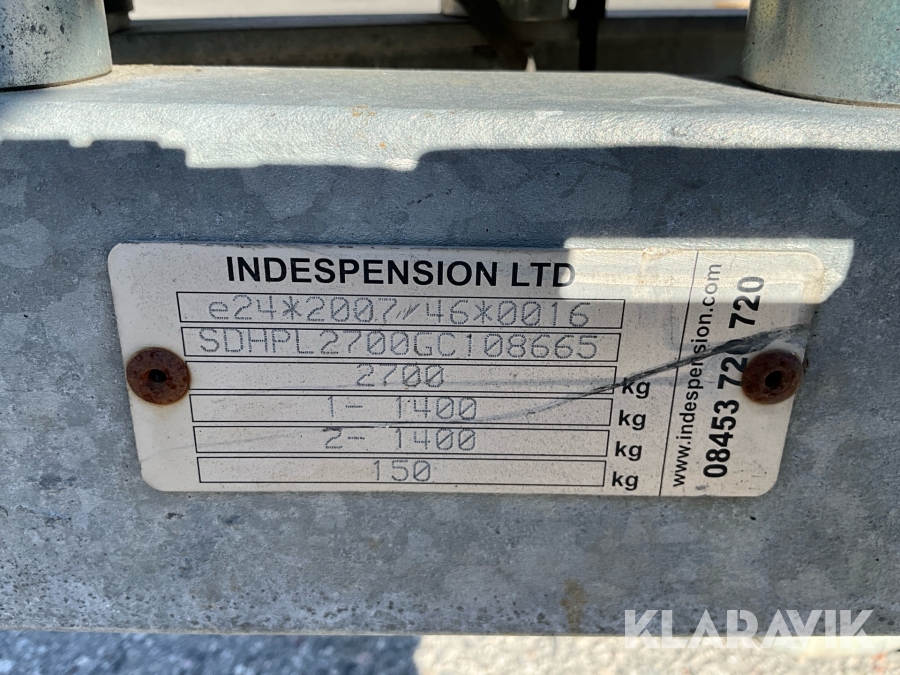 INDESPENSION LTD
e24*2007/46*0016
SDHPL2700GC108665
2700 kg
1- 1400 kg
2- 1400 kg
150 kg
www.indespension.com
08453 720 720
KLARAVIK